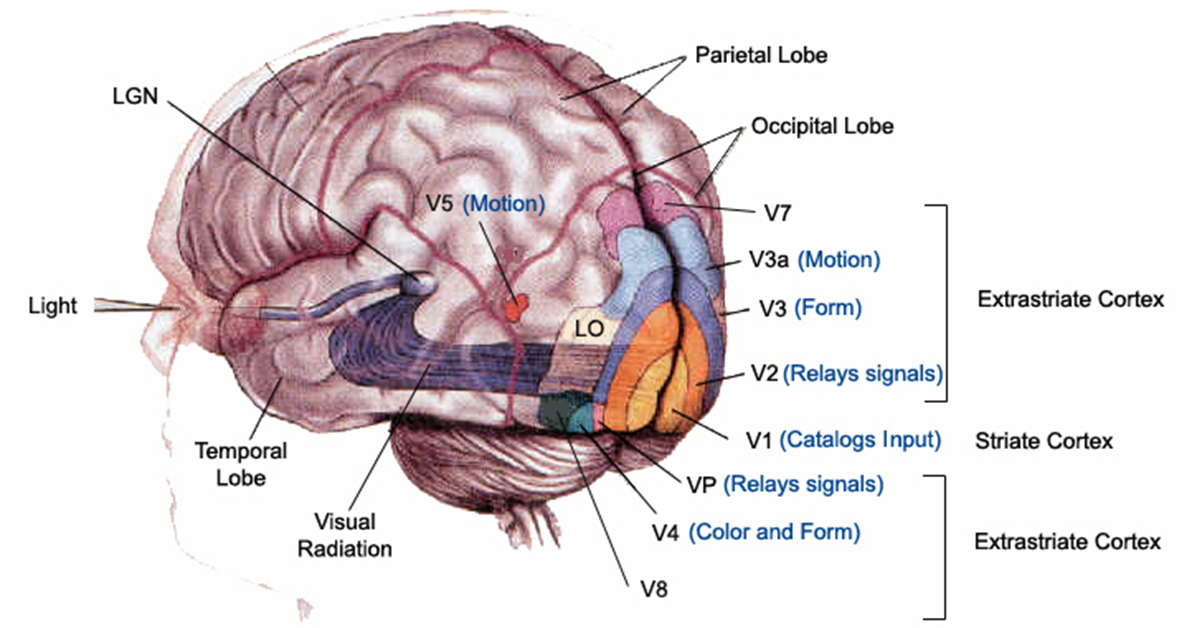 Parietal Lobe
LGN
Occipital Lobe
V5 (Motion)
V7
V3a (Motion)
Light
V3 (Form)
Extrastriate Cortex
LO
V2 (Relays signals)
V1 (Catalogs Input)
Striate Cortex
Temporal
Lobe
VP (Relays signals)
Visual
Radiation
V4 (Color and Form)
Extrastriate Cortex
V8